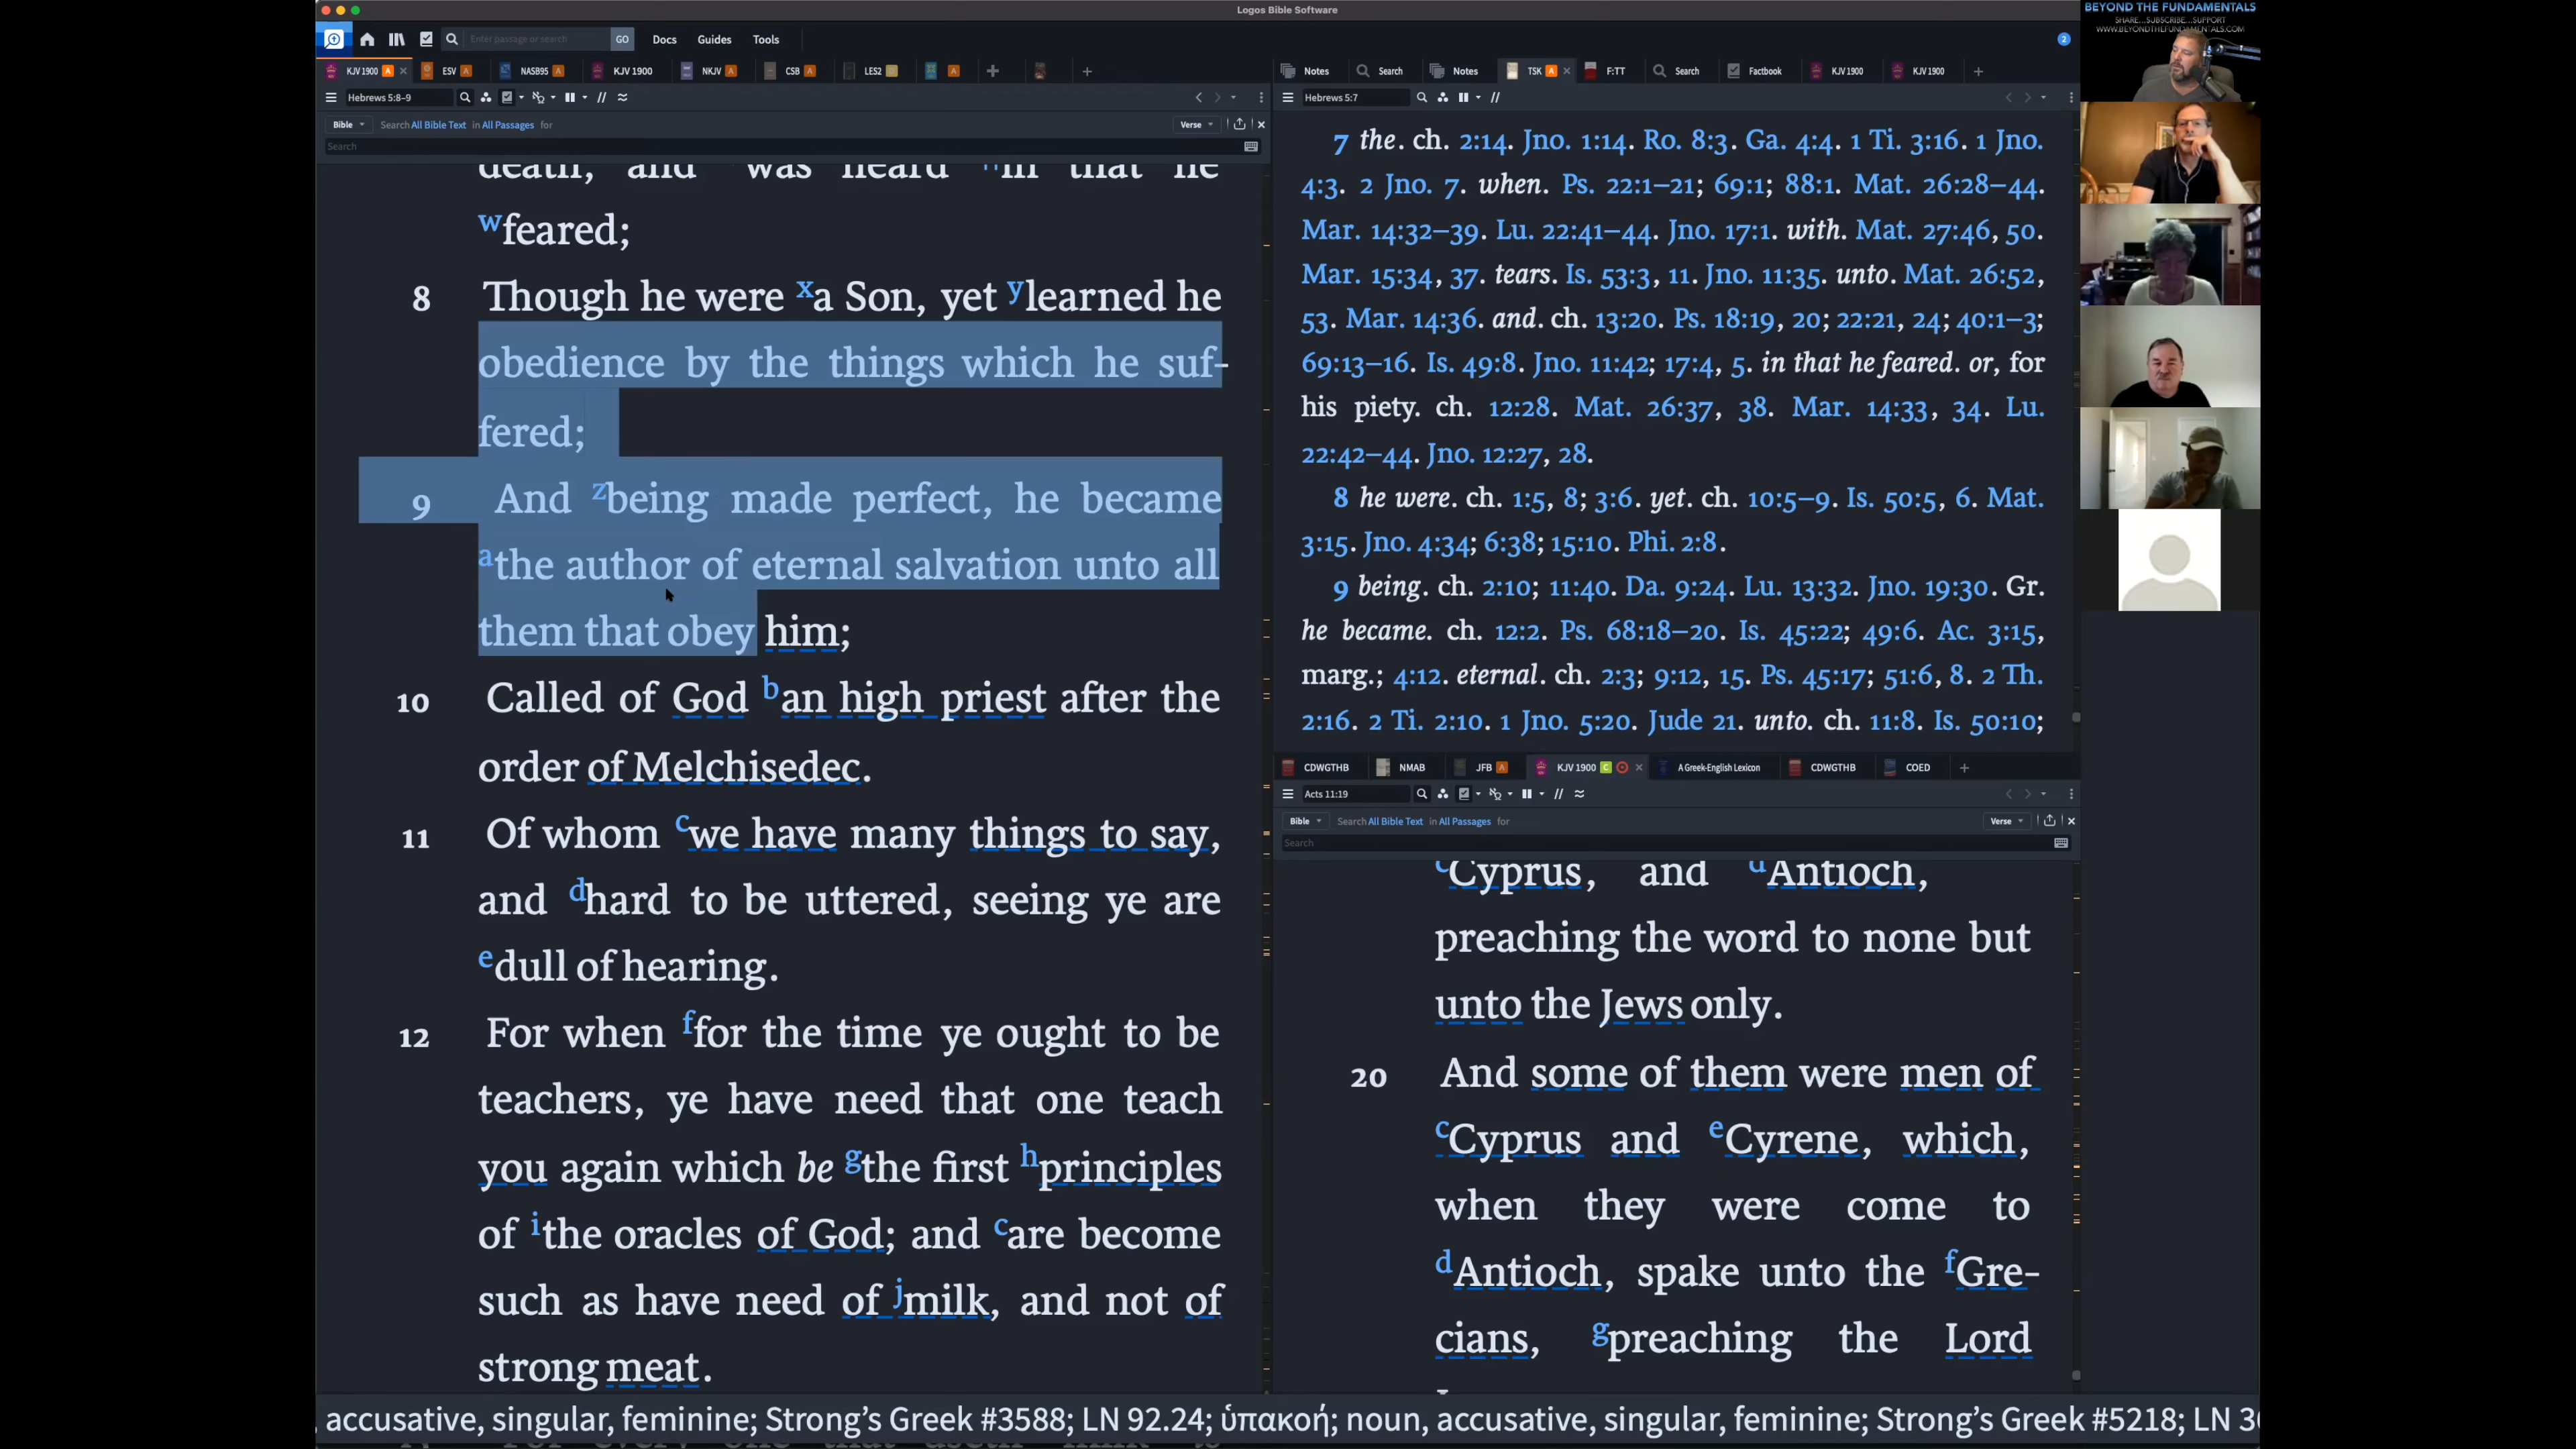 Logos Bible Software
Enter passage or search GO Docs Guides Tools
KJV 1900 A ESV A NASB95 A KJV 1900 NKJV A CSB A LES2 A
Hebrews 5:8–9
Bible Search All Bible Text in All Passages for Verse
Search
death, and was heard in that he
wfeared;
8 Though he were xa Son, yet ylearned he
obedience by the things which he suf-
fered;
9 And zbeing made perfect, he became
athe author of eternal salvation unto all
them that obey him;
10 Called of God ban high priest after the
order of Melchisedec.
11 Of whom cwe have many things to say,
and dhard to be uttered, seeing ye are
edull of hearing.
12 For when ffor the time ye ought to be
teachers, ye have need that one teach
you again which be gthe first hprinciples
of ithe oracles of God; and care become
such as have need of jmilk, and not of
strong meat.
Notes Search Notes TSK A F:TT Search Factbook KJV 1900 KJV 1900
Hebrews 5:7
7 the. ch. 2:14. Jno. 1:14. Ro. 8:3. Ga. 4:4. 1 Ti. 3:16. 1 Jno.
4:3. 2 Jno. 7. when. Ps. 22:1–21; 69:1; 88:1. Mat. 26:28–44.
Mar. 14:32–39. Lu. 22:41–44. Jno. 17:1. with. Mat. 27:46, 50.
Mar. 15:34, 37. tears. Is. 53:3, 11. Jno. 11:35. unto. Mat. 26:52,
53. Mar. 14:36. and. ch. 13:20. Ps. 18:19, 20; 22:21, 24; 40:1–3;
69:13–16. Is. 49:8. Jno. 11:42; 17:4, 5. in that he feared. or, for
his piety. ch. 12:28. Mat. 26:37, 38. Mar. 14:33, 34. Lu.
22:42–44. Jno. 12:27, 28.
8 he were. ch. 1:5, 8; 3:6. yet. ch. 10:5–9. Is. 50:5, 6. Mat.
3:15. Jno. 4:34; 6:38; 15:10. Phi. 2:8.
9 being. ch. 2:10; 11:40. Da. 9:24. Lu. 13:32. Jno. 19:30. Gr.
he became. ch. 12:2. Ps. 68:18–20. Is. 45:22; 49:6. Ac. 3:15,
marg.; 4:12. eternal. ch. 2:3; 9:12, 15. Ps. 45:17; 51:6, 8. 2 Th.
2:16. 2 Ti. 2:10. 1 Jno. 5:20. Jude 21. unto. ch. 11:8. Is. 50:10;
CDWGTHB NMAB JFB A KJV 1900 C A Greek-English Lexicon CDWGTHB COED
Acts 11:19
Bible Search All Bible Text in All Passages for Verse
Search
cCyprus, and dAntioch,
preaching the word to none but
unto the Jews only.
20 And some of them were men of
cCyprus and eCyrene, which,
when they were come to
dAntioch, spake unto the fGre-
cians, gpreaching the Lord
, accusative, singular, feminine; Strong's Greek #3588; LN 92.24; ὑπακοή; noun, accusative, singular, feminine; Strong's Greek #5218; LN 3
2
BEYOND THE FUNDAMENTALS
SHARE...SUBSCRIBE...SUPPORT
WWW.BEYONDTHEFUNDAMENTALS.COM